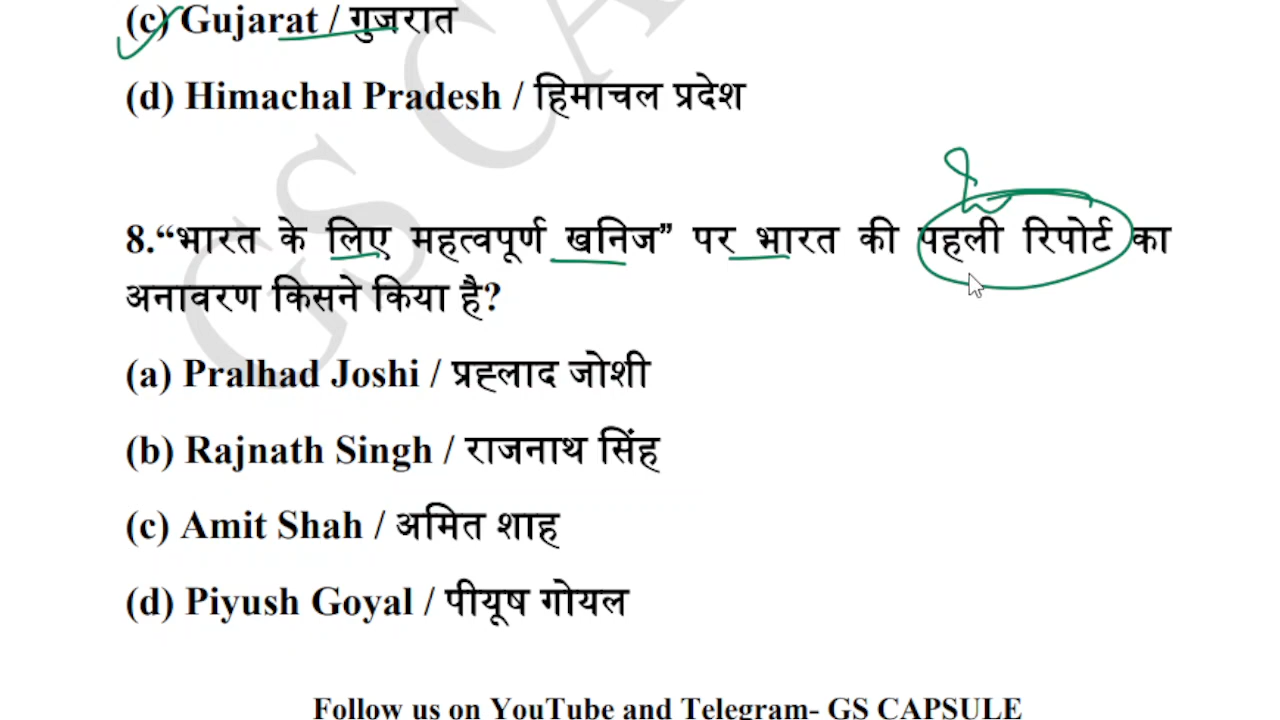 (c) Gujarat / गुजरात
(d) Himachal Pradesh / हिमाचल प्रदेश
8.“भारत के लिए महत्वपूर्ण खनिज” पर भारत की पहली रिपोर्ट का
अनावरण किसने किया है?
(a) Pralhad Joshi / प्रह्लाद जोशी
(b) Rajnath Singh / राजनाथ सिंह
(c) Amit Shah / अमित शाह
(d) Piyush Goyal / पीयूष गोयल
Follow us on YouTube and Telegram- GS CAPSULE